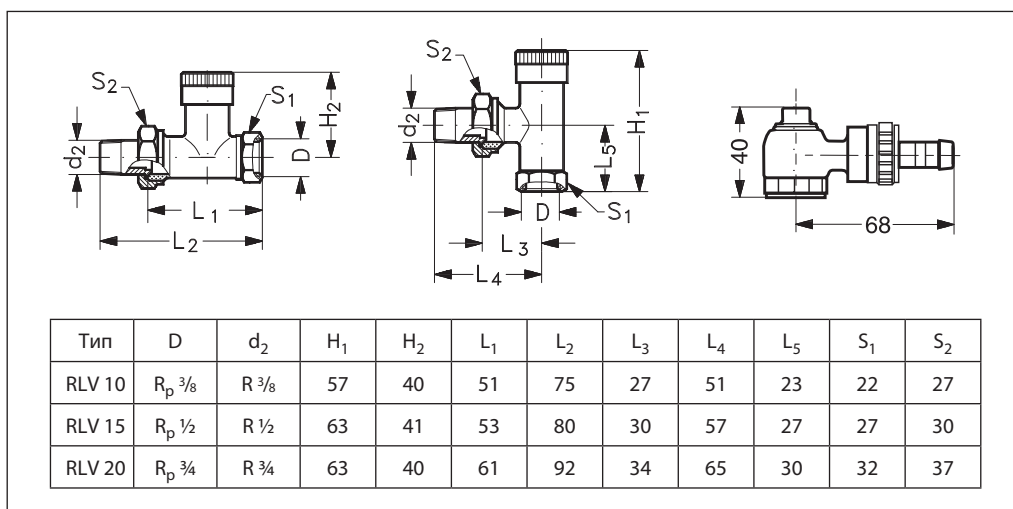 S₂ S₁ H₂ d₂ D L₁ L₂
S₂ d₂ H₁ L₅ D S₁ L₃ L₄
40 68
Тип D d₂ H₁ H₂ L₁ L₂ L₃ L₄ L₅ S₁ S₂
RLV 10 Rₚ ⅜ R ⅜ 57 40 51 75 27 51 23 22 27
RLV 15 Rₚ ½ R ½ 63 41 53 80 30 57 27 27 30
RLV 20 Rₚ ¾ R ¾ 63 40 61 92 34 65 30 32 37